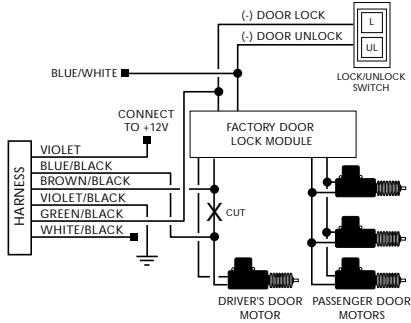 (-) DOOR LOCK
L
(-) DOOR UNLOCK
UL
BLUE/WHITE
LOCK/UNLOCK
SWITCH
CONNECT
TO +12V
FACTORY DOOR
LOCK MODULE
HARNESS
VIOLET
BLUE/BLACK
BROWN/BLACK
VIOLET/BLACK
GREEN/BLACK
WHITE/BLACK
CUT
DRIVER'S DOOR
MOTOR
PASSENGER DOOR
MOTORS